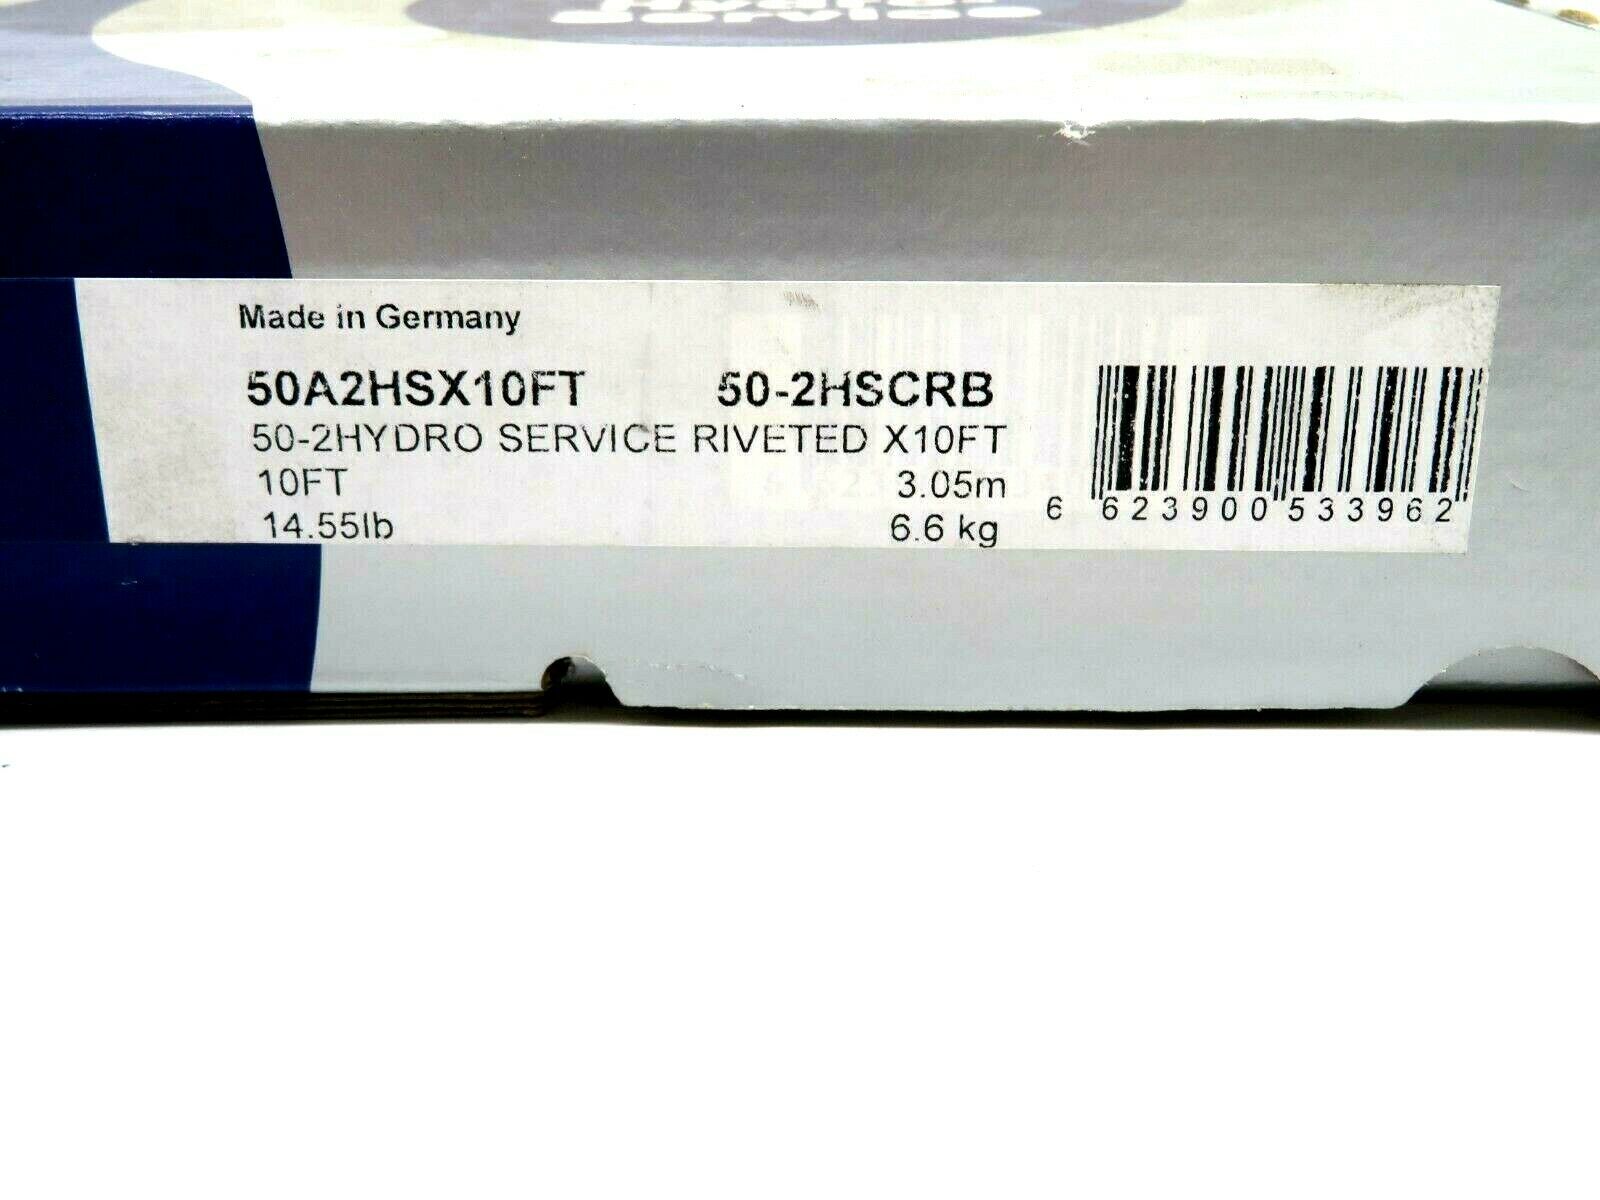 Made in Germany
50A2HSX10FT 50-2HSCRB
50-2HYDRO SERVICE RIVETED X10FT
10FT 3.05m
14.55lb 6.6 kg
6 623900 533962